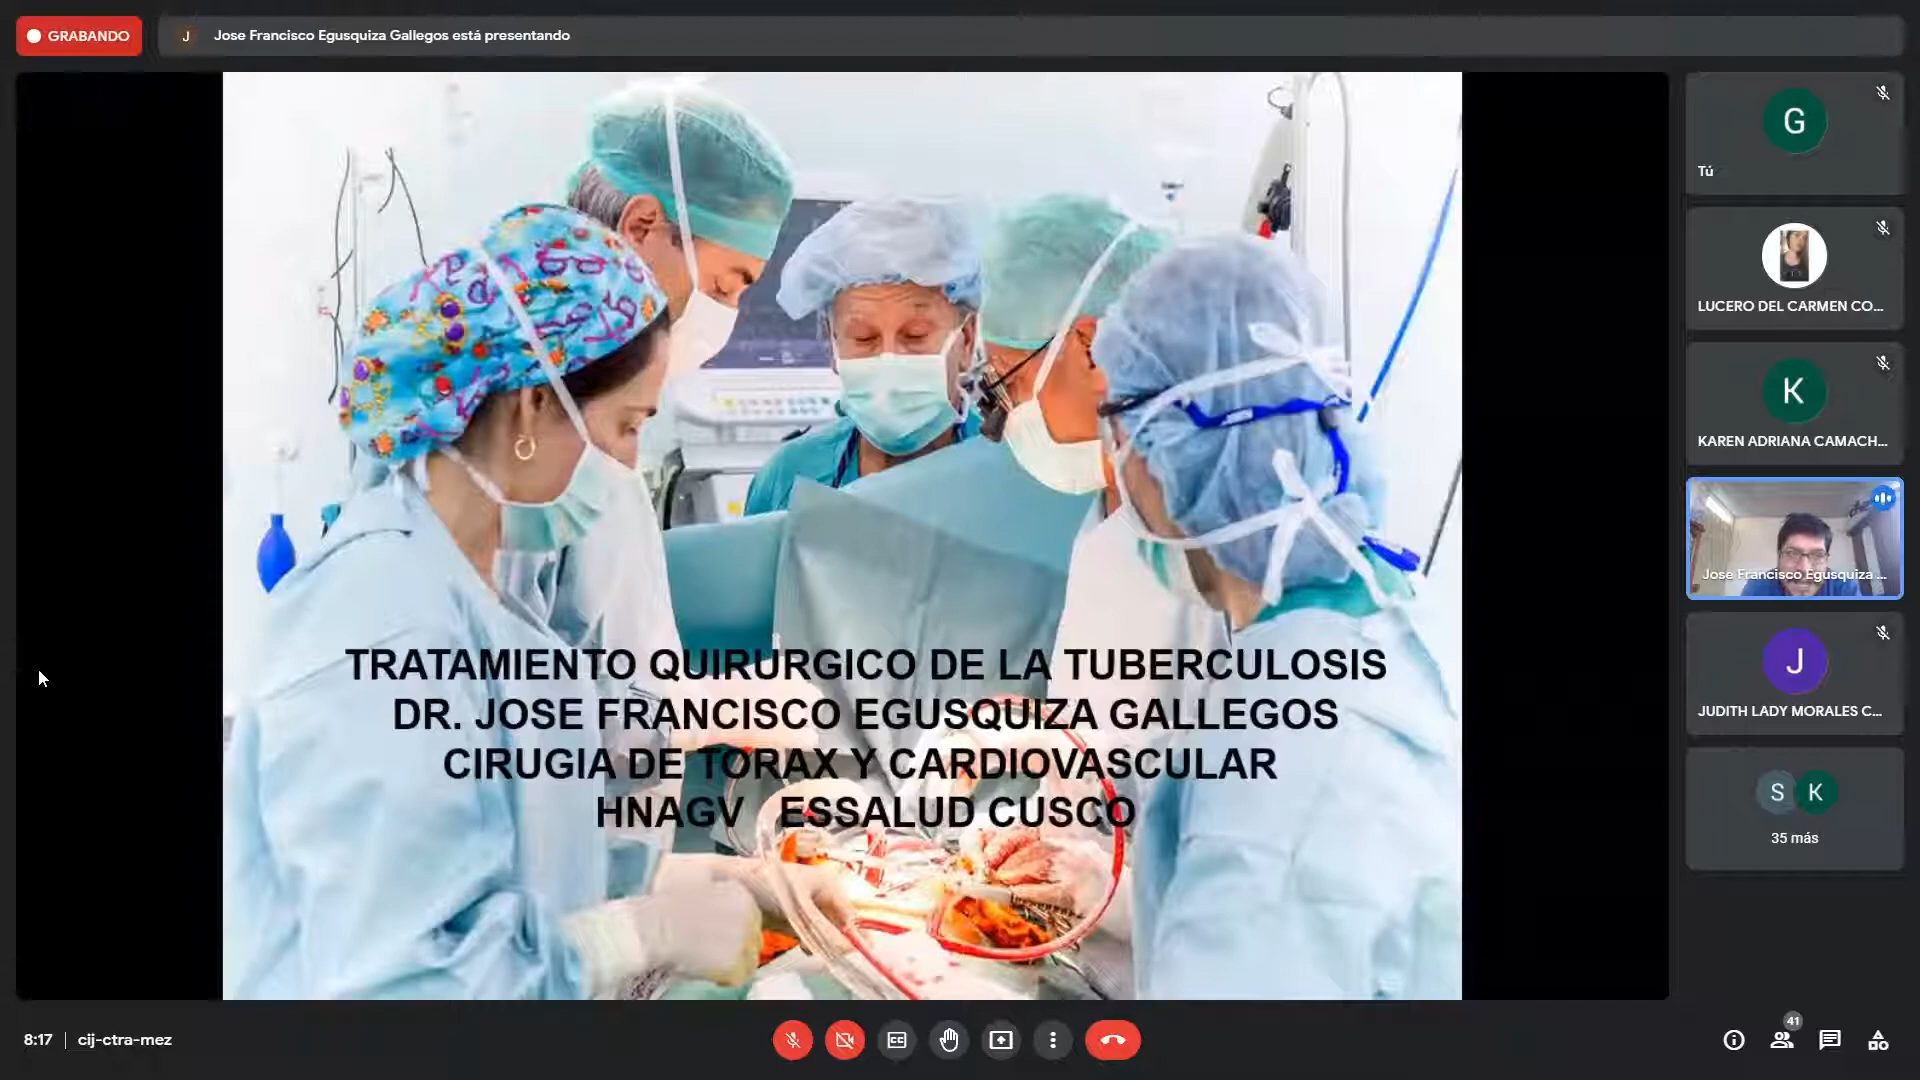 GRABANDO
J
Jose Francisco Egusquiza Gallegos está presentando
TRATAMIENTO QUIRURGICO DE LA TUBERCULOSIS
DR. JOSE FRANCISCO EGUSQUIZA GALLEGOS
CIRUGIA DE TORAX Y CARDIOVASCULAR
HNAGV ESSALUD CUSCO
G
Tú
LUCERO DEL CARMEN CO...
K
KAREN ADRIANA CAMACH...
Jose Francisco Egusquiza ...
J
JUDITH LADY MORALES C...
S K
35 más
8:17 | cij-ctra-mez
41